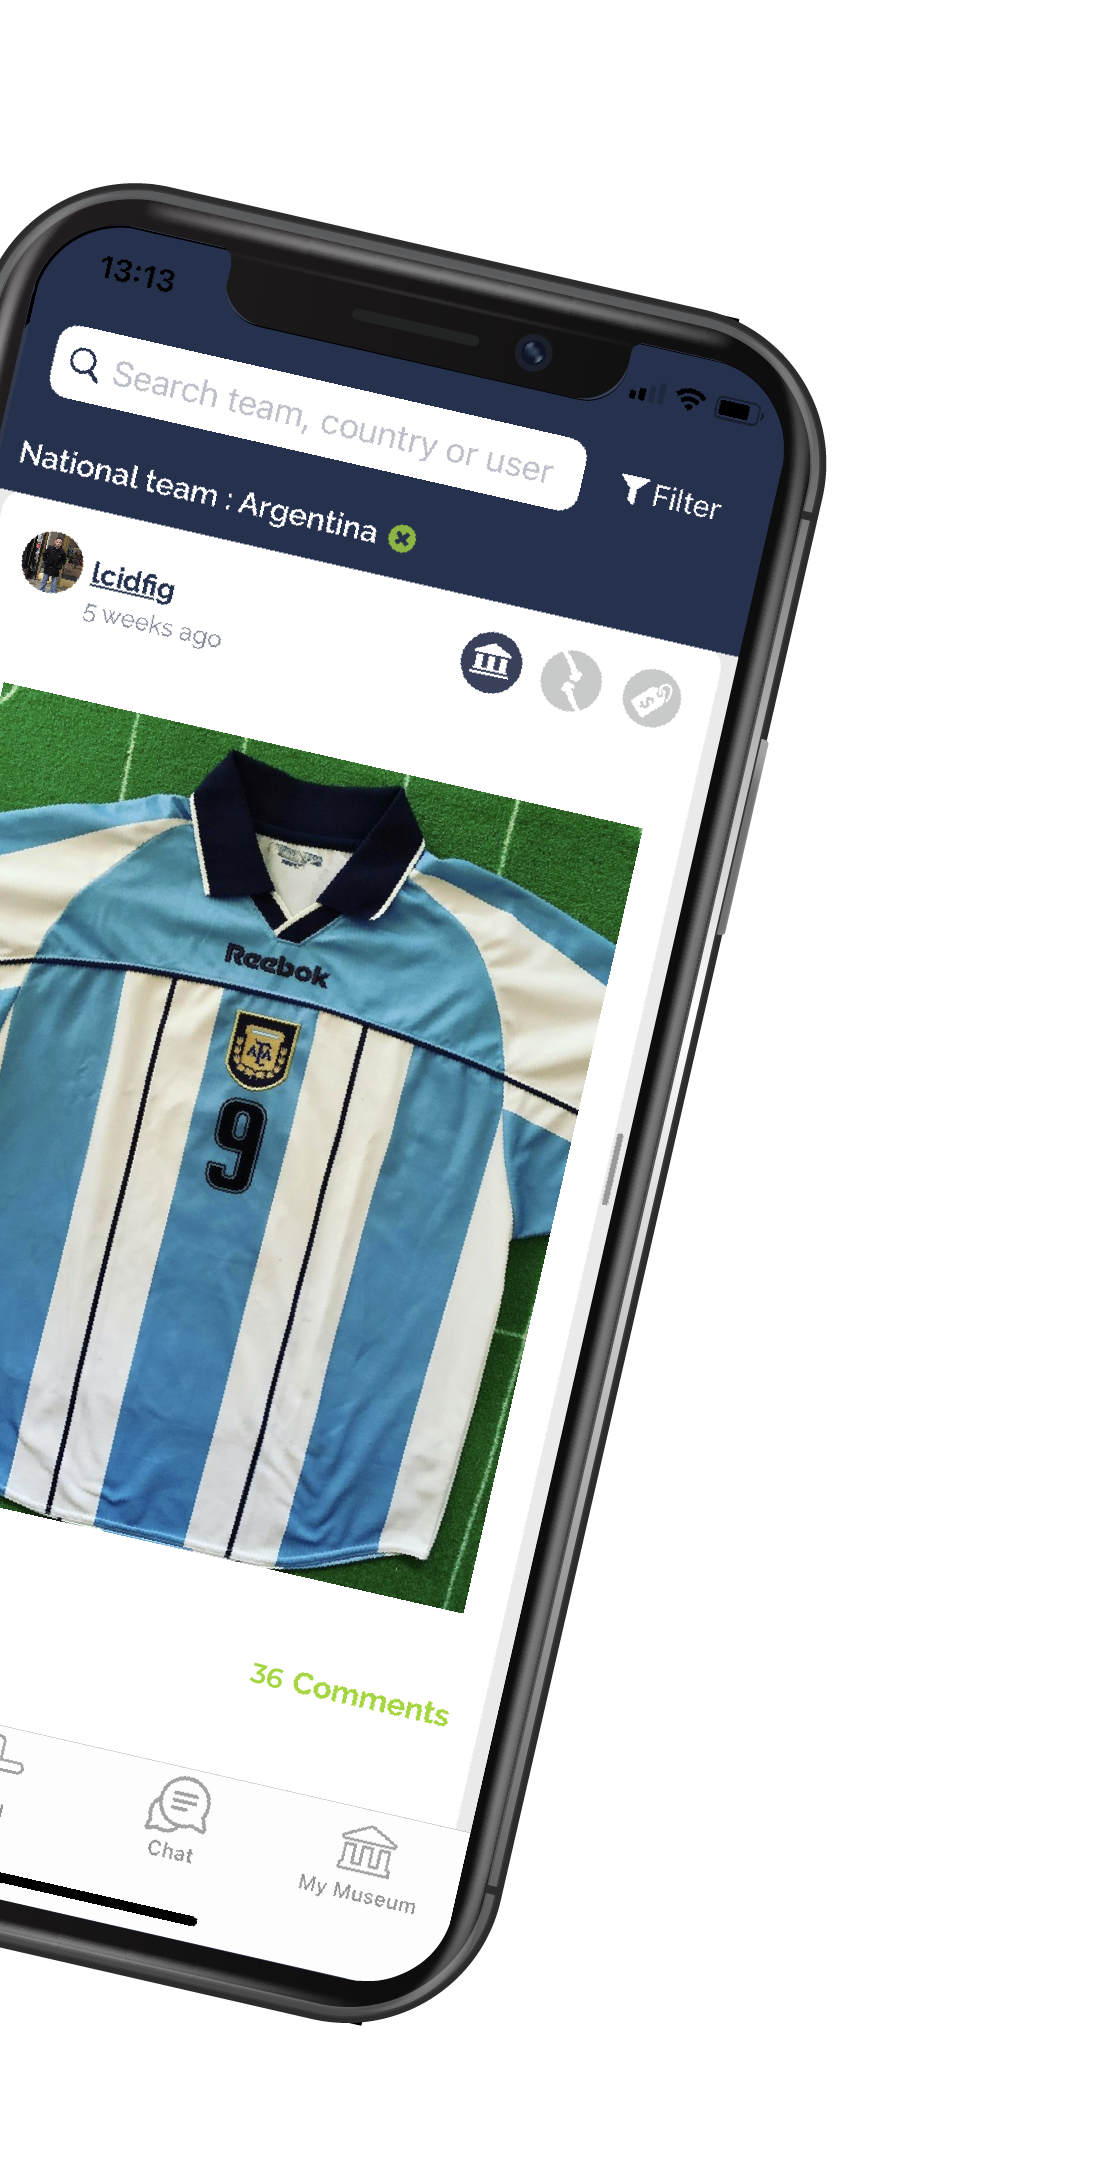 13:13
Search team, country or user
Filter
National team : Argentina
lcidfig
5 weeks ago
Reebok
AFA
9
36 Comments
Chat
My Museum